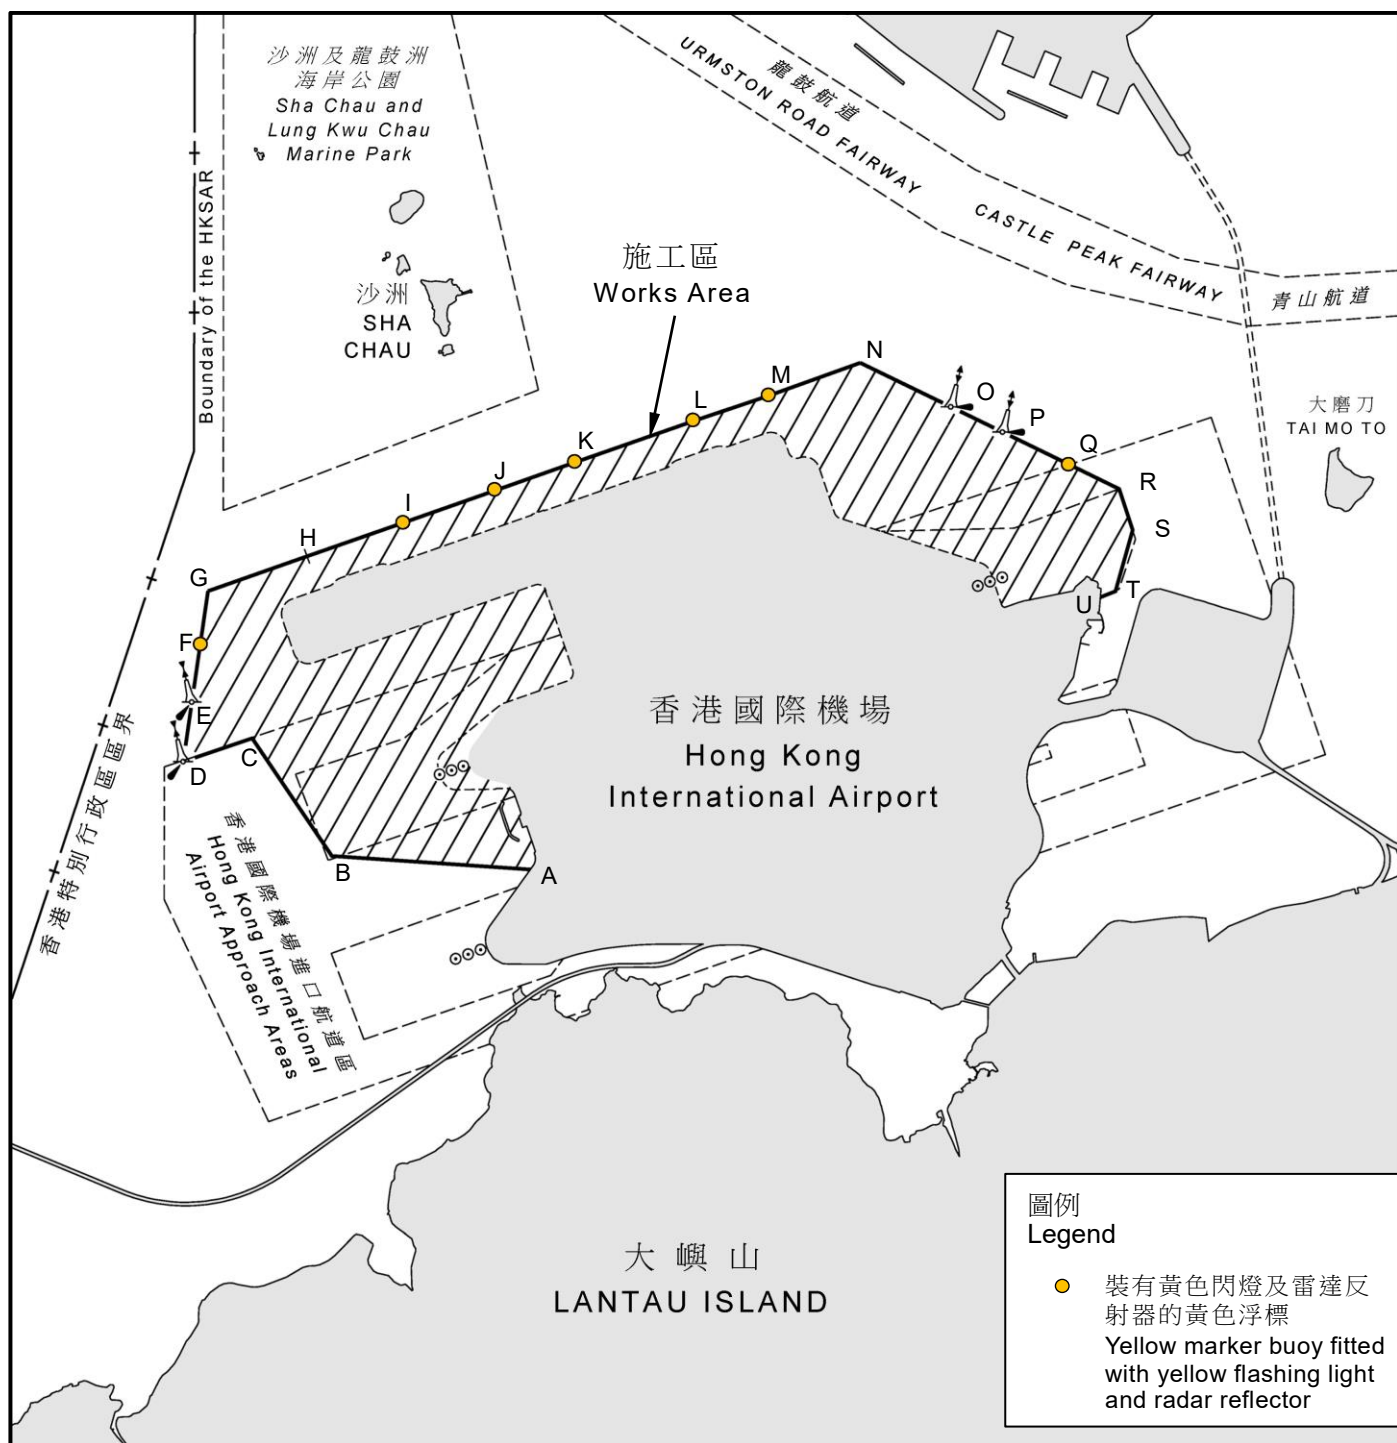 沙洲及龍鼓洲
海岸公園
Sha Chau and
Lung Kwu Chau
Marine Park
龍鼓航道
URMSTON ROAD FAIRWAY
CASTLE PEAK FAIRWAY
青山航道
Boundary of the HKSAR
施工區
Works Area
沙洲
SHA
CHAU
大磨刀
TAI MO TO
N
M
O
L
P
K
Q
J
R
I
S
H
G
T
U
F
E
D
C
B
A
香港國際機場
Hong Kong
International Airport
香港特別行政區區界
香港國際機場進口航道區
Hong Kong International
Airport Approach Areas
大嶼山
LANTAU ISLAND
圖例
Legend
裝有黃色閃燈及雷達反
射器的黃色浮標
Yellow marker buoy fitted
with yellow flashing light
and radar reflector